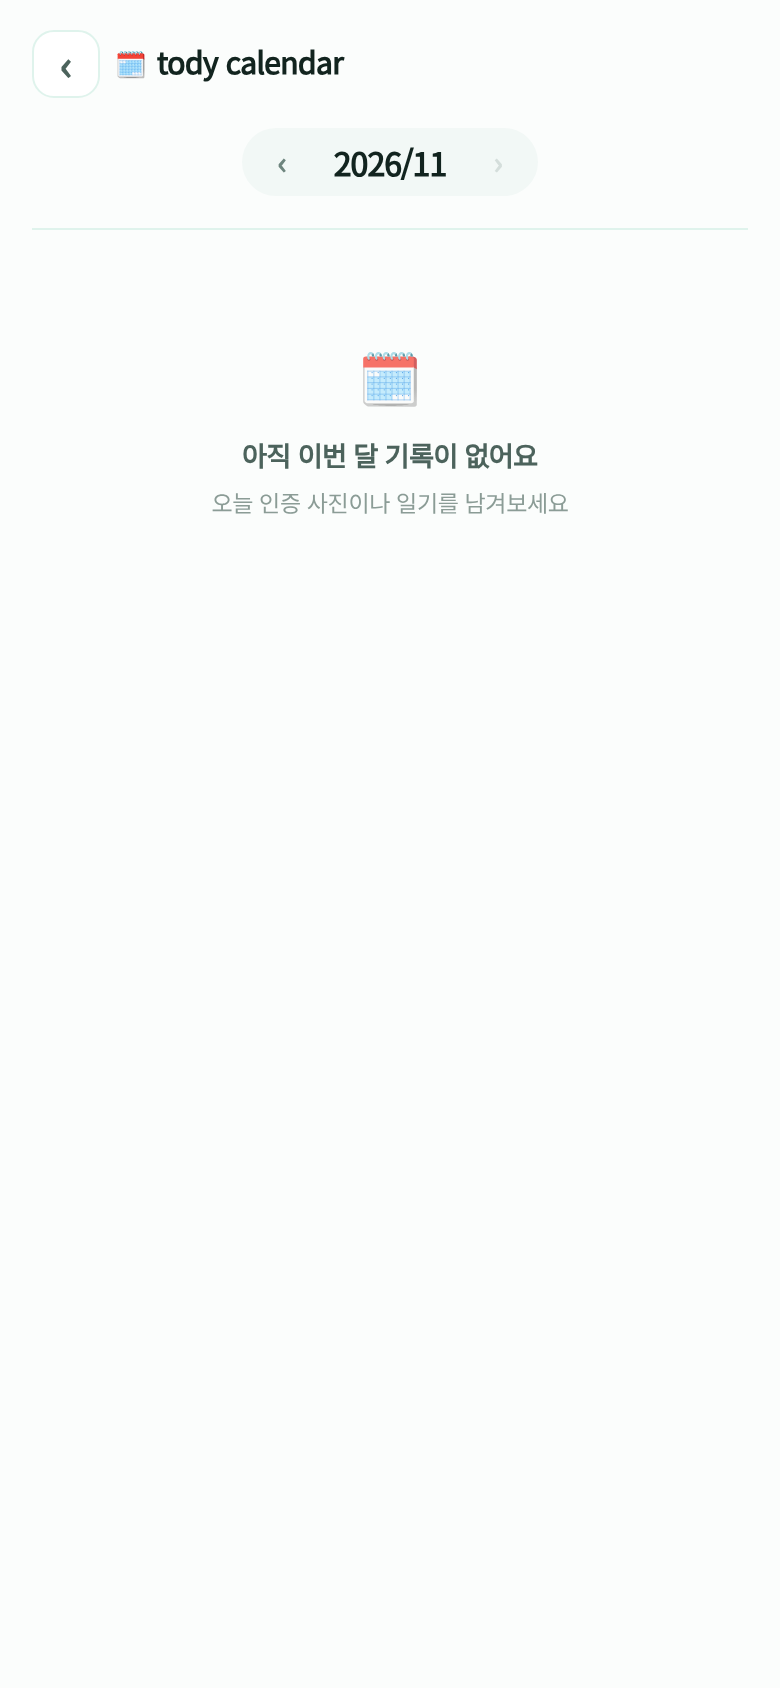 ‹ tody calendar
‹ 2026/11 ›
아직 이번 달 기록이 없어요
오늘 인증 사진이나 일기를 남겨보세요